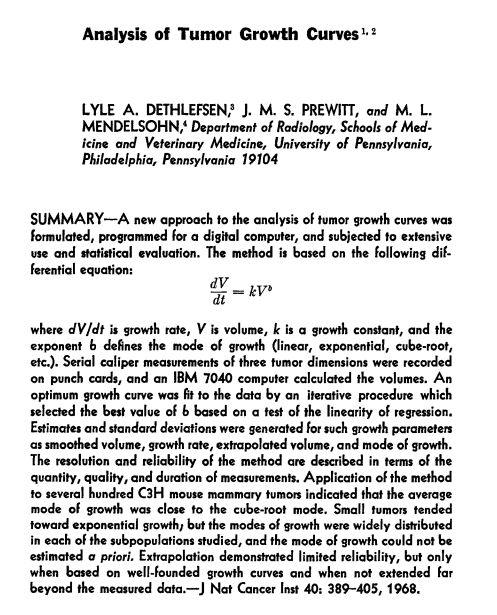 Analysis of Tumor Growth Curves 1, 2
LYLE A. DETHLEFSEN,3 J. M. S. PREWITT, and M. L.
MENDELSOHN,4 Department of Radiology, Schools of Med-
icine and Veterinary Medicine, University of Pennsylvania,
Philadelphia, Pennsylvania 19104
SUMMARY—A new approach to the analysis of tumor growth curves was
formulated, programmed for a digital computer, and subjected to extensive
use and statistical evaluation. The method is based on the following dif-
ferential equation:
dV/dt = kV^b
where dV/dt is growth rate, V is volume, k is a growth constant, and the
exponent b defines the mode of growth (linear, exponential, cube-root,
etc.). Serial caliper measurements of three tumor dimensions were recorded
on punch cards, and an IBM 7040 computer calculated the volumes. An
optimum growth curve was fit to the data by an iterative procedure which
selected the best value of b based on a test of the linearity of regression.
Estimates and standard deviations were generated for such growth parameters
as smoothed volume, growth rate, extrapolated volume, and mode of growth.
The resolution and reliability of the method are described in terms of the
quantity, quality, and duration of measurements. Application of the method
to several hundred C3H mouse mammary tumors indicated that the average
mode of growth was close to the cube-root mode. Small tumors tended
toward exponential growth; but the modes of growth were widely distributed
in each of the subpopulations studied, and the mode of growth could not be
estimated a priori. Extrapolation demonstrated limited reliability, but only
when based on well-founded growth curves and when not extended far
beyond the measured data.—J Nat Cancer Inst 40: 389–405, 1968.